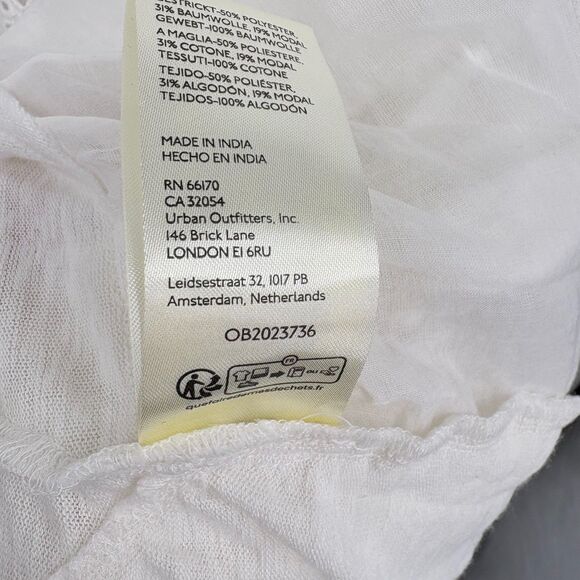 GESTRICKT-50% POLYESTER,
31% BAUMWOLLE, 19% MODAL
GEWEBT-100% BAUMWOLLE
A MAGLIA-50% POLIESTERE,
31% COTONE, 19% MODAL
TESSUTI-100% COTONE
TEJIDO-50% POLIÉSTER,
31% ALGODÓN, 19% MODAL
TEJIDOS-100% ALGODÓN
MADE IN INDIA
HECHO EN INDIA
RN 66170
CA 32054
Urban Outfitters, Inc.
146 Brick Lane
LONDON E1 6RU
Leidsestraat 32, 1017 PB
Amsterdam, Netherlands
OB2023736
FR
OU
quefairedemesdechets.fr